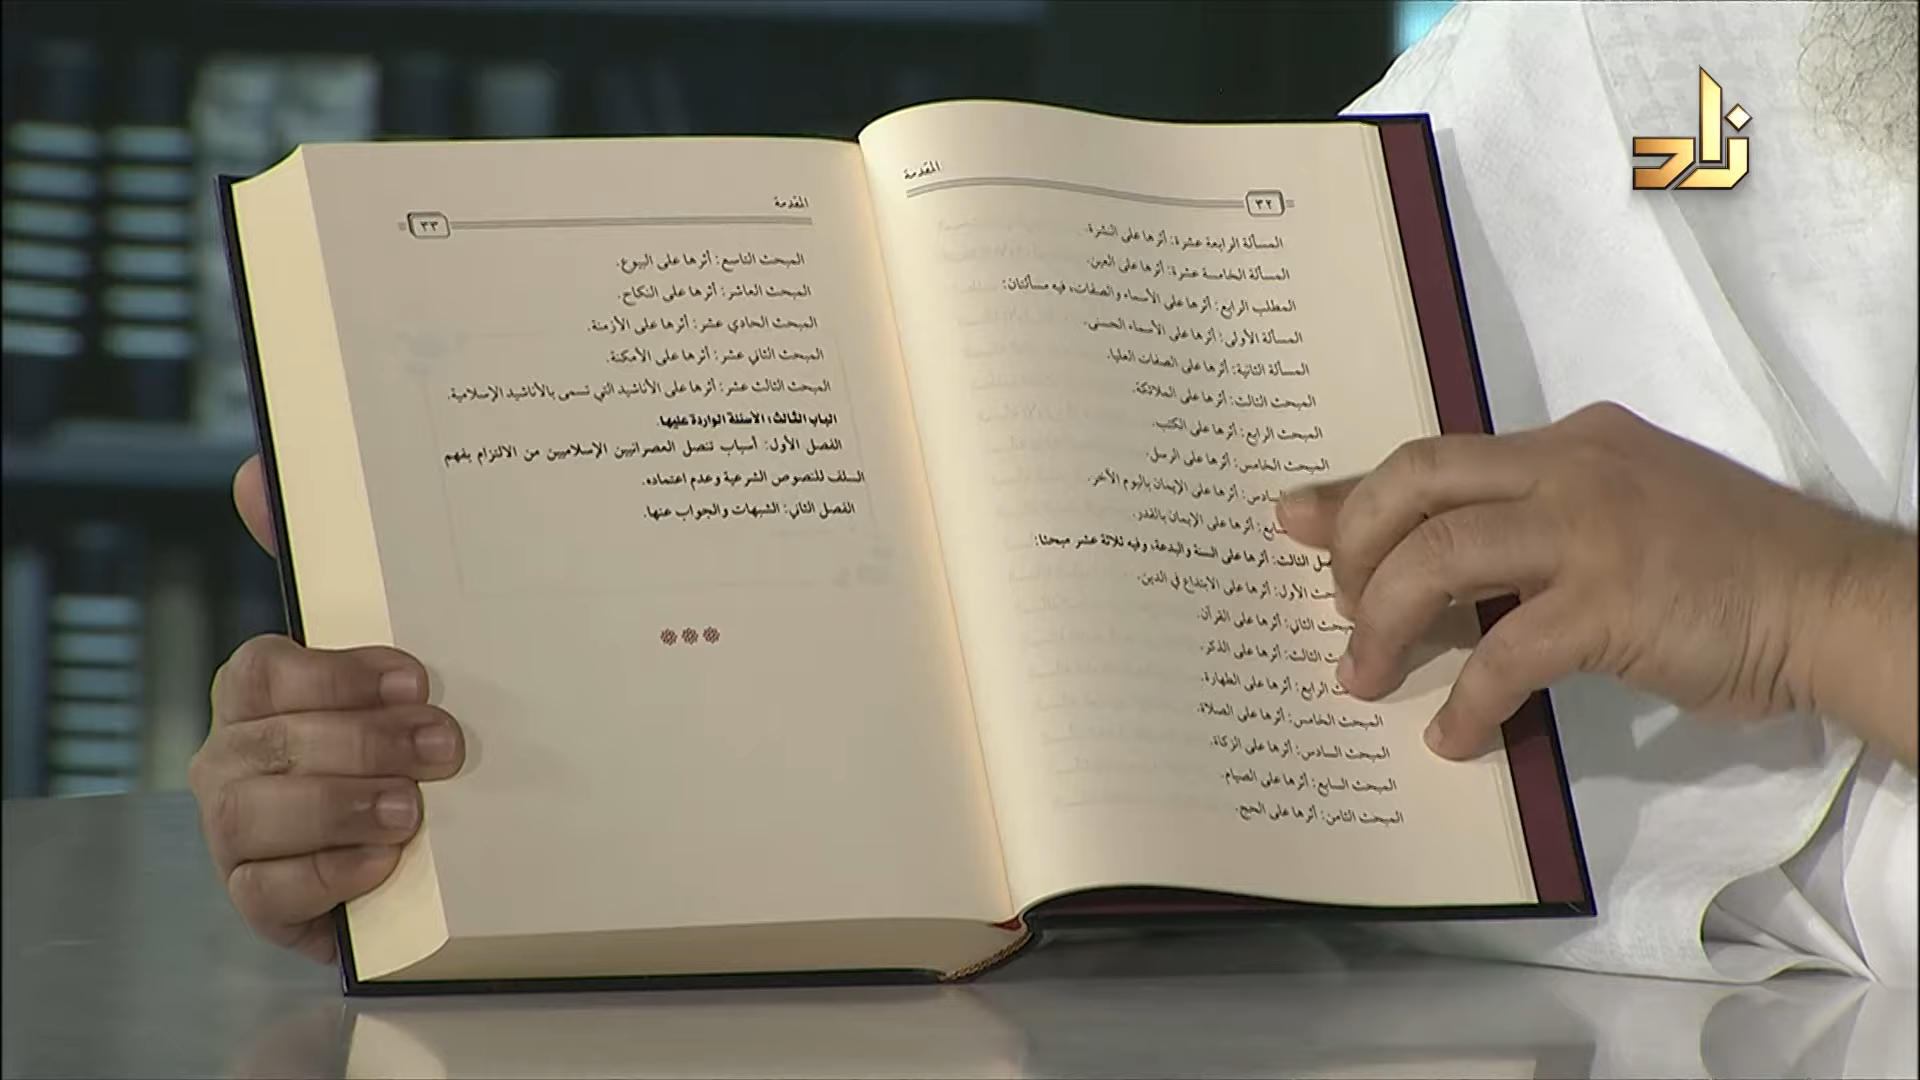 زاد
المقدمة
٣٢
المسألة الرابعة عشرة: أثرها على النشرة.
المسألة الخامسة عشرة: أثرها على العين.
المطلب الرابع: أثرها على الأسماء والصفات، فيه مسألتان:
المسألة الأولى: أثرها على الأسماء الحسنى.
المسألة الثانية: أثرها على الصفات العليا.
المبحث الثالث: أثرها على الملائكة.
المبحث الرابع: أثرها على الكتب.
المبحث الخامس: أثرها على الرسل.
السادس: أثرها على الإيمان باليوم الآخر.
أثرها على الإيمان بالقدر.
الثالث: أثرها على السنة والبدعة، وفيه ثلاثة عشر مبحثا:
الأول: أثرها على الابتداع في الدين.
الثاني: أثرها على القرآن.
الثالث: أثرها على الذكر.
الرابع: أثرها على الطهارة.
المبحث الخامس: أثرها على الصلاة.
المبحث السادس: أثرها على الزكاة.
المبحث السابع: أثرها على الصيام.
المبحث الثامن: أثرها على الحج.
المقدمة
٣٣
المبحث التاسع: أثرها على البيوع.
المبحث العاشر: أثرها على النكاح.
المبحث الحادي عشر: أثرها على الأزمنة.
المبحث الثاني عشر: أثرها على الأمكنة.
المبحث الثالث عشر: أثرها على الأناشيد التي تسمى بالأناشيد الإسلامية.
الباب الثالث: الأسئلة الواردة عليها.
الفصل الأول: أسباب تنصل العصرانيين الإسلاميين من الالتزام بفهم
السلف للنصوص الشرعية وعدم اعتماده.
الفصل الثاني: الشبهات والجواب عنها.